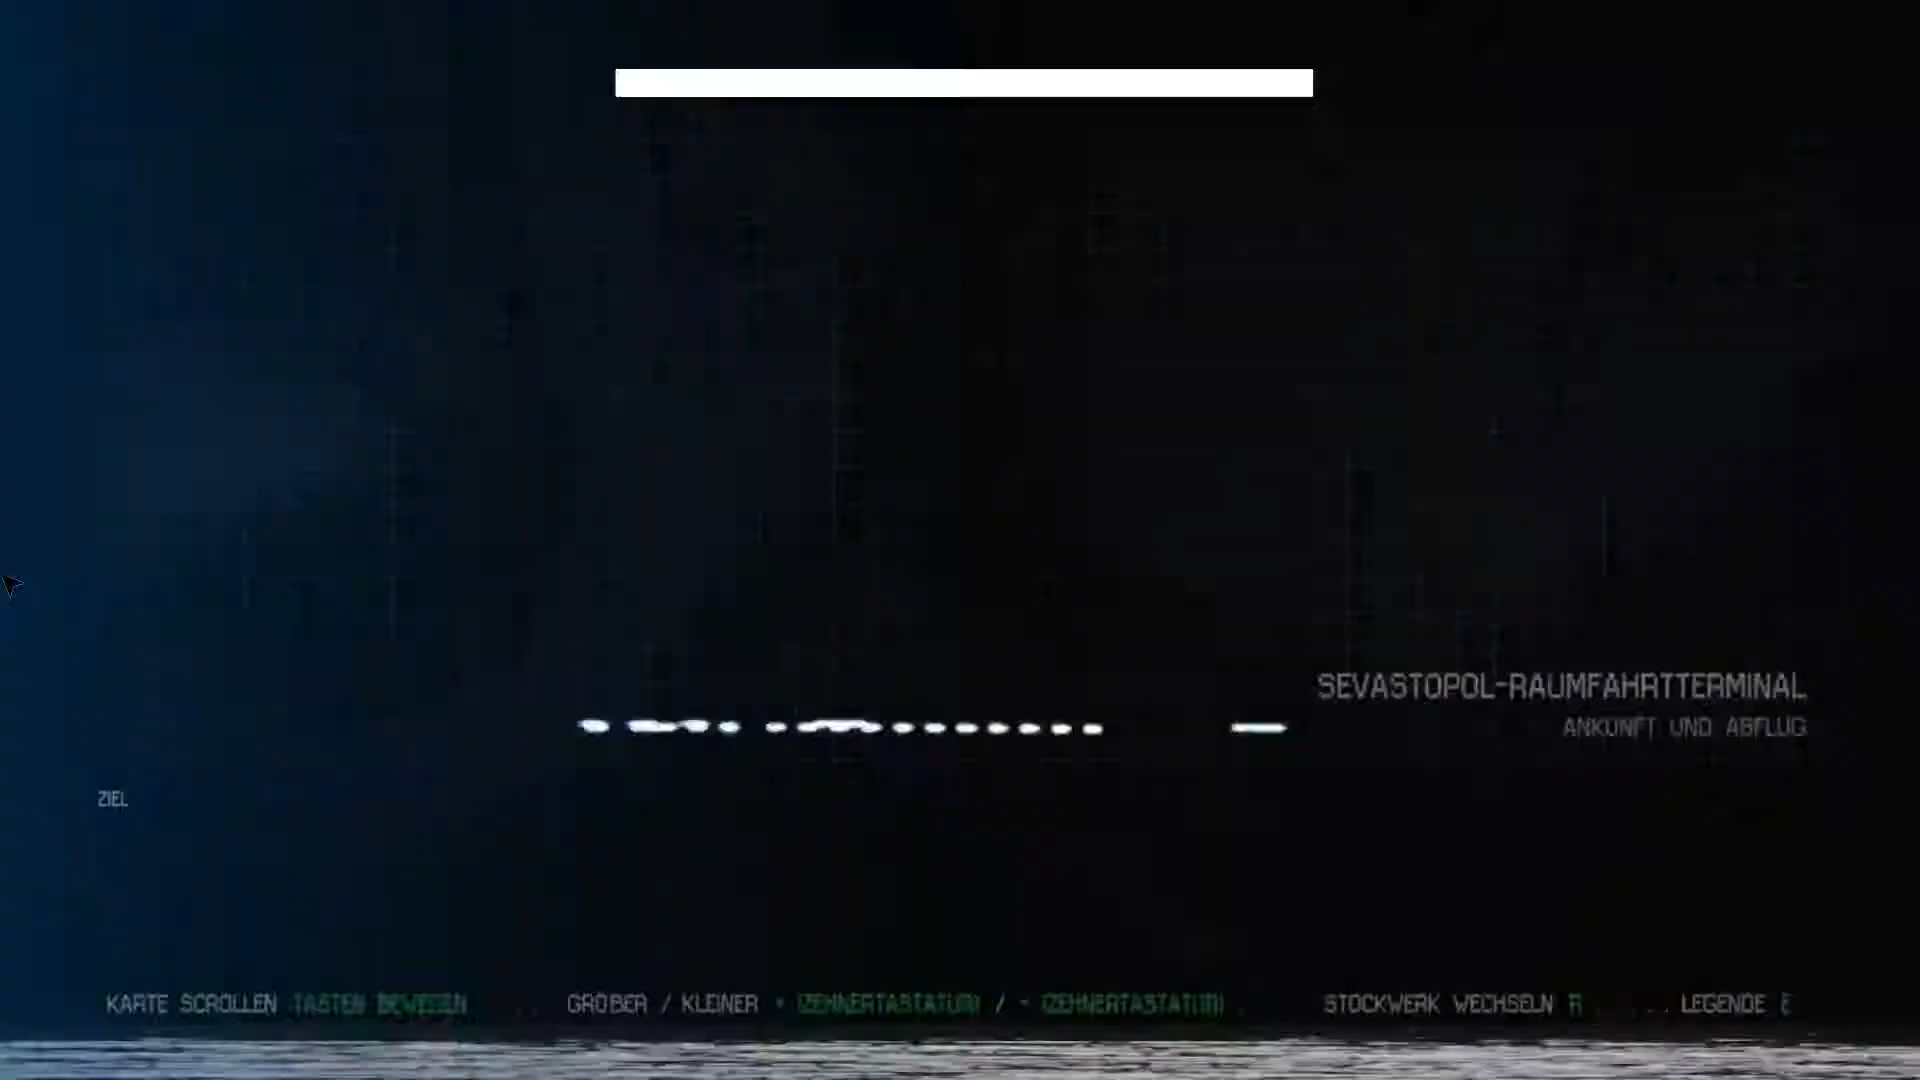 SEVASTOPOL-RAUMFAHRTTERMINAL
ANKUNFT UND ABFLUG
ZIEL
KARTE SCROLLEN TASTEN BEWEGEN GRÖBER / KLEINER + (ZEHNERTASTATUR) / - (ZEHNERTASTATUR) STOCKWERK WECHSELN R LEGENDE E